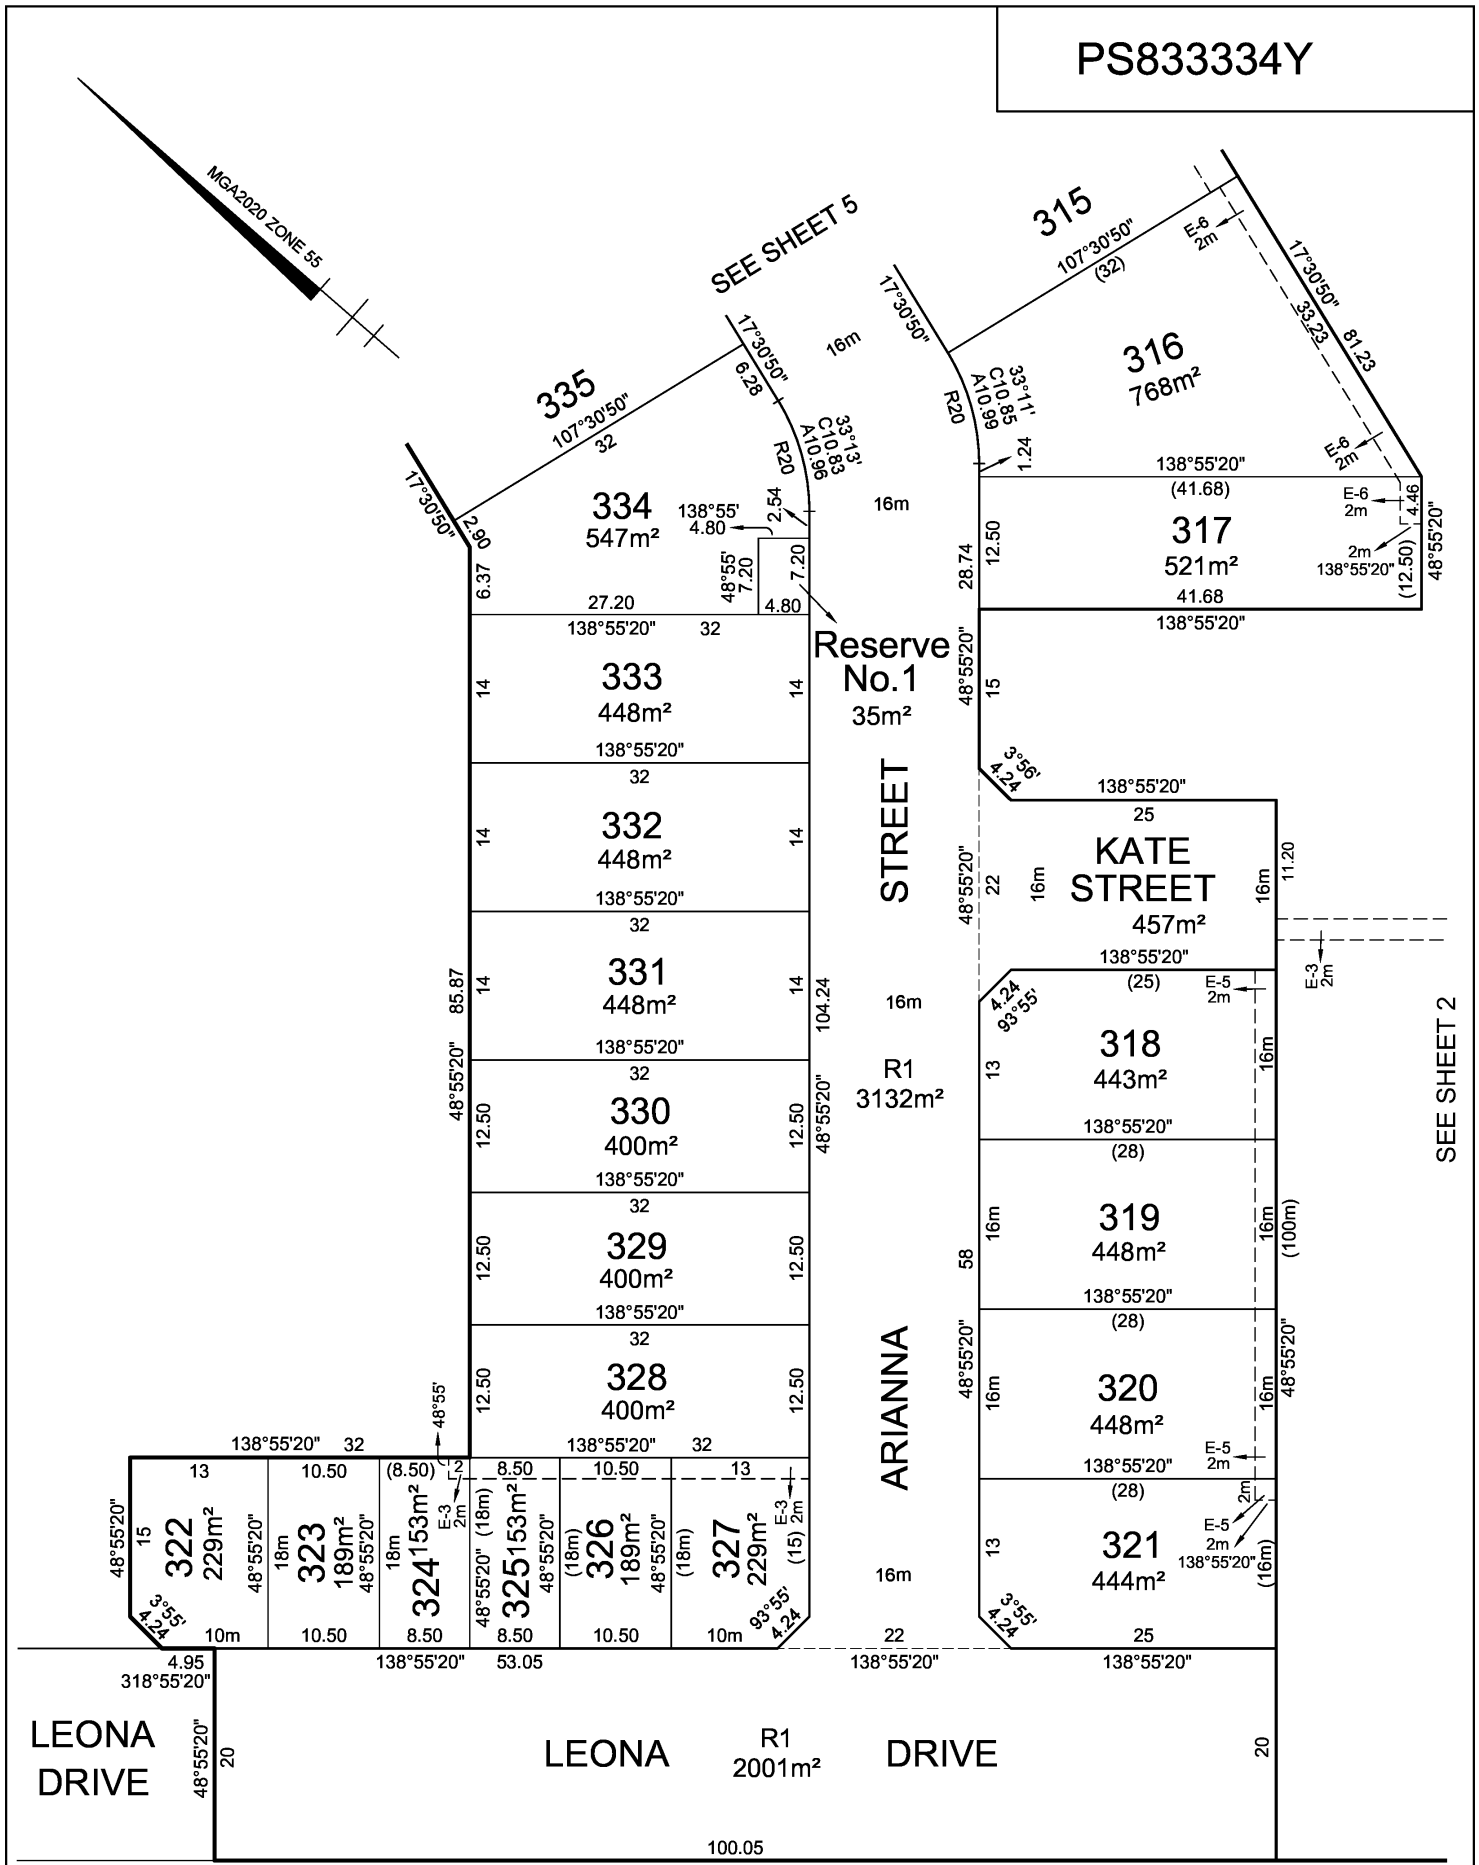 PS833334Y
MGA2020 ZONE 55
SEE SHEET 5
315
107°30'50"
(32)
E-6
2m
17°30'50"
33.23
81.23
17°30'50"
16m
17°30'50"
6.28
316
768m²
33°11'
C10.85
A10.99
R20
1.24
E-6
2m
335
107°30'50"
32
33°13'
C10.83
A10.96
R20
2.54
16m
17°30'50"
2.90
6.37
334
547m²
138°55'
4.80
48°55'
7.20
7.20
4.80
27.20
138°55'20"
32
138°55'20"
(41.68)
E-6
2m
4.46
317
521m²
12.50
28.74
2m
138°55'20"
(12.50)
48°55'20"
41.68
138°55'20"
Reserve
No.1
35m²
48°55'20"
15
14
333
448m²
14
138°55'20"
32
3°56'
4.24
138°55'20"
25
14
332
448m²
14
138°55'20"
32
STREET
48°55'20"
22
16m
KATE
STREET
457m²
16m
11.20
138°55'20"
(25)
E-3
2m
85.87
48°55'20"
14
331
448m²
14
138°55'20"
32
104.24
48°55'20"
16m
4.24
93°55'
E-5
2m
SEE SHEET 2
R1
3132m²
13
318
443m²
16m
138°55'20"
(28)
12.50
330
400m²
12.50
138°55'20"
32
16m
319
448m²
16m
(100m)
58
48°55'20"
138°55'20"
(28)
12.50
329
400m²
12.50
138°55'20"
32
ARIANNA
16m
320
448m²
16m
48°55'20"
E-5
2m
138°55'20"
(28)
12.50
328
400m²
12.50
48°55'
138°55'20" 32
138°55'20" 32
13
10.50
(8.50)
2
8.50
10.50
13
48°55'20"
15
322
229m²
48°55'20"
18m
323
189m²
48°55'20"
18m
324
153m²
E-3
2m
48°55'20" (18m)
325
153m²
48°55'20"
(18m)
326
189m²
48°55'20"
(18m)
327
229m²
E-3
2m
(15)
3°55'
4.24
93°55'
4.24
16m
13
321
444m²
2m
E-5
2m
138°55'20"
(16m)
3°55'
4.24
10m
10.50
8.50
8.50
10.50
10m
22
25
4.95
318°55'20"
138°55'20"
53.05
138°55'20"
138°55'20"
LEONA
DRIVE
48°55'20"
20
LEONA
R1
2001m²
DRIVE
20
100.05